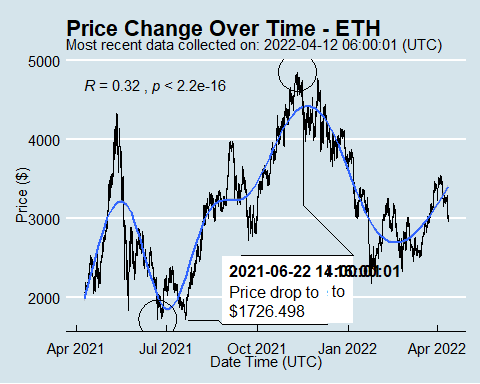 Price Change Over Time - ETH
Most recent data collected on: 2022-04-12 06:00:01 (UTC)
R = 0.32 , p < 2.2e-16
5000
4000
3000
2000
Price ($)
2021-06-22 14:
Price drop to to
$1726.498
Apr 2021 Jul 2021 Oct 2021 Jan 2022 Apr 2022
Date Time (UTC)